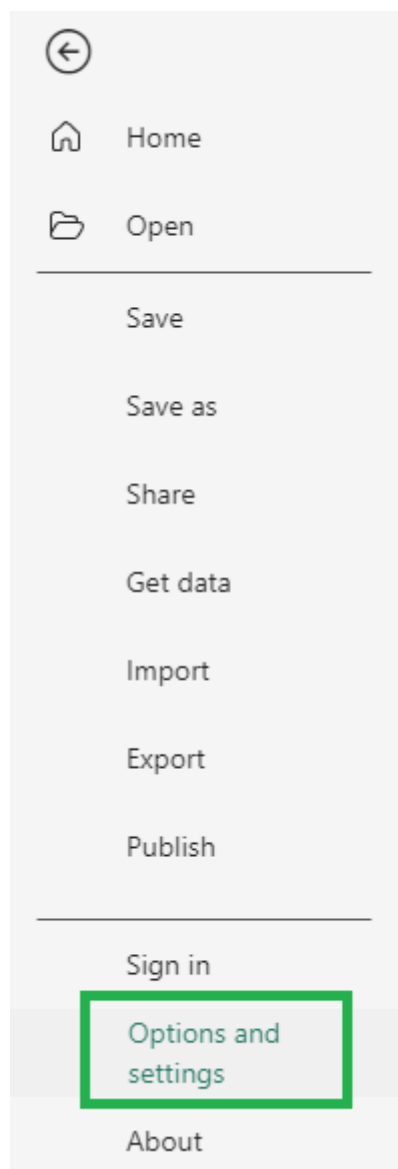 Home
Open
Save
Save as
Share
Get data
Import
Export
Publish
Sign in
Options and
settings
About